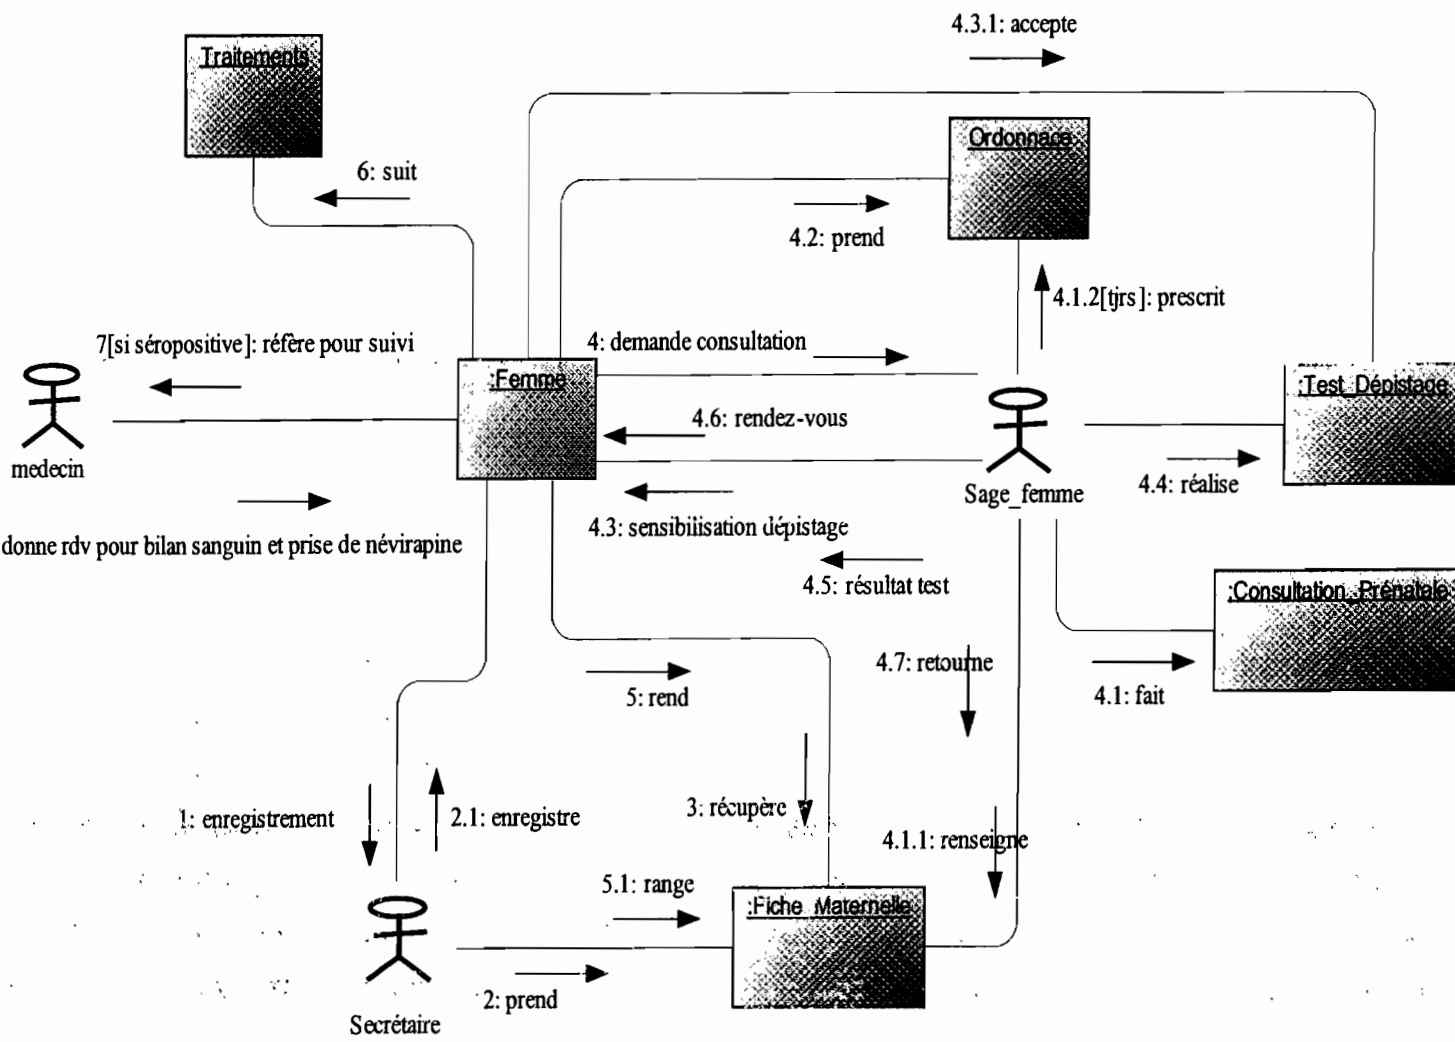 4.3.1: accepte
Traitements
Ordonnace
6: suit
4.2: prend
4.1.2[tjrs]: prescrit
7[si séropositive]: réfère pour suivi
4: demande consultation
:Femme
:Test_Dépistage
4.6: rendez-vous
medecin
4.4: réalise
Sage_femme
4.3: sensibilisation dépistage
donne rdv pour bilan sanguin et prise de névirapine
4.5: résultat test
:Consultation_Prénatale
4.7: retourne
5: rend
4.1: fait
1: enregistrement
2.1: enregistre
3: récupère
4.1.1: renseigne
5.1: range
:Fiche_Maternelle
2: prend
Secrétaire